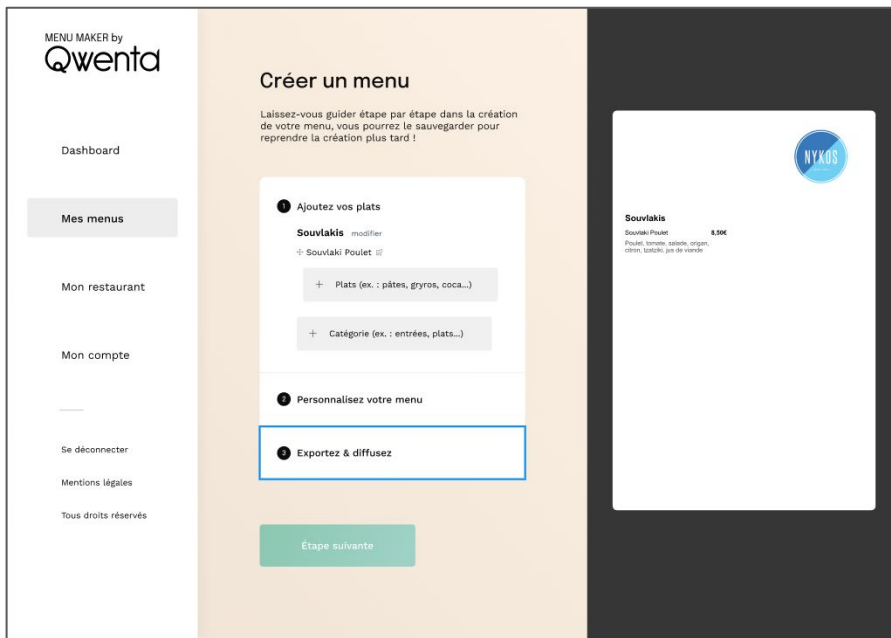 MENU MAKER by
Qwenta
Dashboard
Mes menus
Mon restaurant
Mon compte
Se déconnecter
Mentions légales
Tous droits réservés
Créer un menu
Laissez-vous guider étape par étape dans la création
de votre menu, vous pourrez le sauvegarder pour
reprendre la création plus tard !
1 Ajoutez vos plats
Souvlakis modifier
Souvlaki Poulet
+ Plats (ex. : pâtes, gryros, coca...)
+ Catégorie (ex. : entrées, plats...)
2 Personnalisez votre menu
3 Exportez & diffusez
Étape suivante
NYKOS
Souvlakis
Souvlaki Poulet 8,50€
Poulet, tomate, salade, origan,
citron, tzatziki, jus de viande